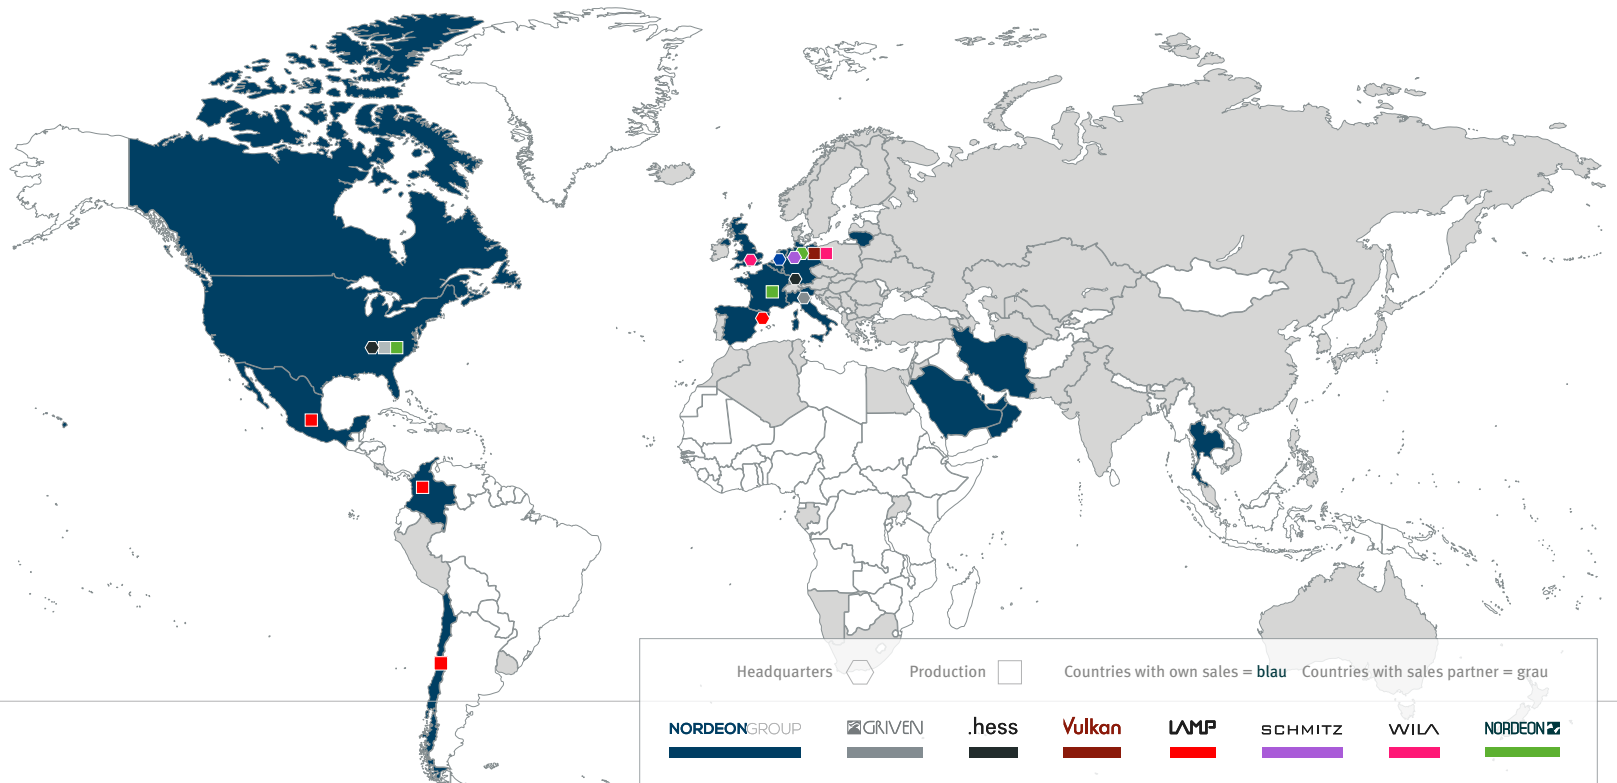 Headquarters Production Countries with own sales = blau Countries with sales partner = grau
NORDEONGROUP GRIVEN .hess Vulkan LAMP SCHMITZ WILA NORDEON